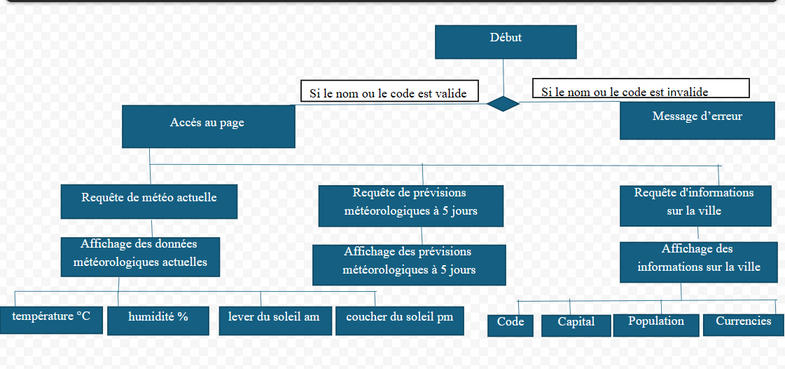 Début
Si le nom ou le code est valide
Si le nom ou le code est invalide
Accés au page
Message d'erreur
Requête de météo actuelle
Requête de prévisions
météorologiques à 5 jours
Requête d'informations
sur la ville
Affichage des données
météorologiques actuelles
Affichage des prévisions
météorologiques à 5 jours
Affichage des
informations sur la ville
température °C
humidité %
lever du soleil am
coucher du soleil pm
Code
Capital
Population
Currencies